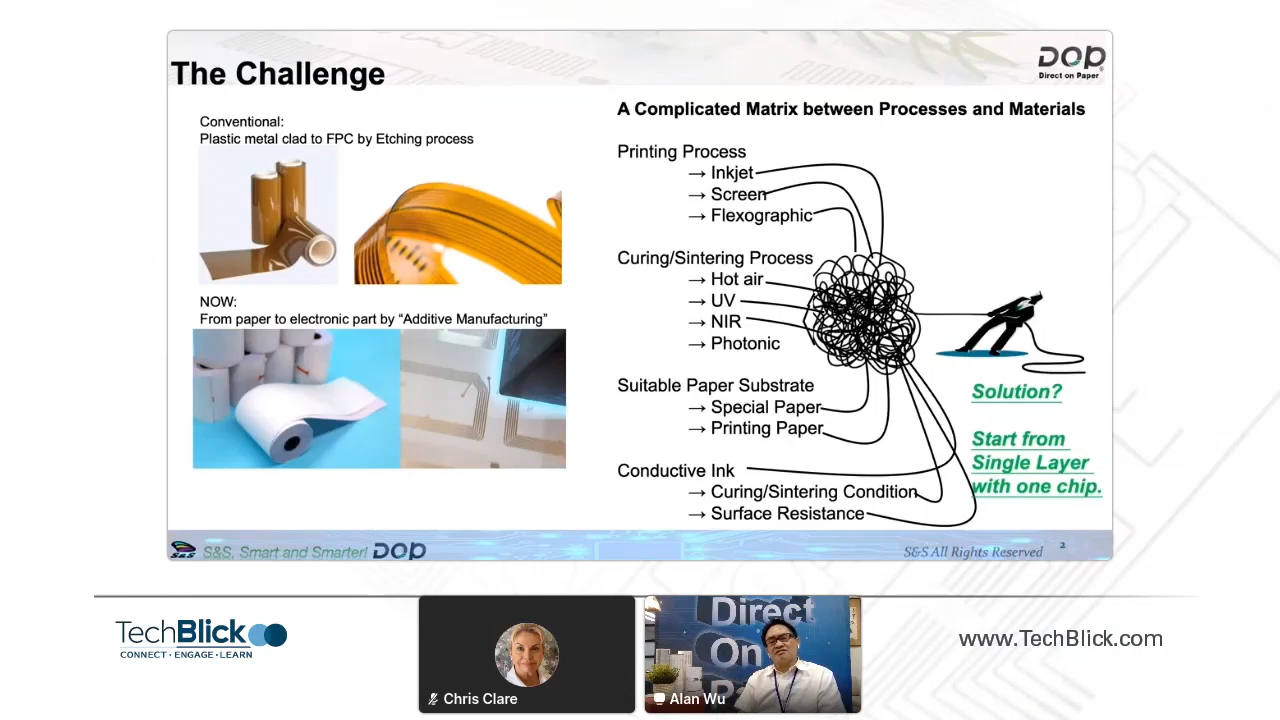 The Challenge
DOP
Direct on Paper
Conventional:
Plastic metal clad to FPC by Etching process
NOW:
From paper to electronic part by “Additive Manufacturing”
A Complicated Matrix between Processes and Materials
Printing Process
→ Inkjet
→ Screen
→ Flexographic
Curing/Sintering Process
→ Hot air
→ UV
→ NIR
→ Photonic
Suitable Paper Substrate
→ Special Paper
→ Printing Paper
Conductive Ink
→ Curing/Sintering Condition
→ Surface Resistance
Solution?
Start from
Single Layer
with one chip.
S&S
S&S, Smart and Smarter!
DOP
S&S All Rights Reserved
2
TechBlick
CONNECT · ENGAGE · LEARN
Chris Clare
Direct
On
Alan Wu
www.TechBlick.com